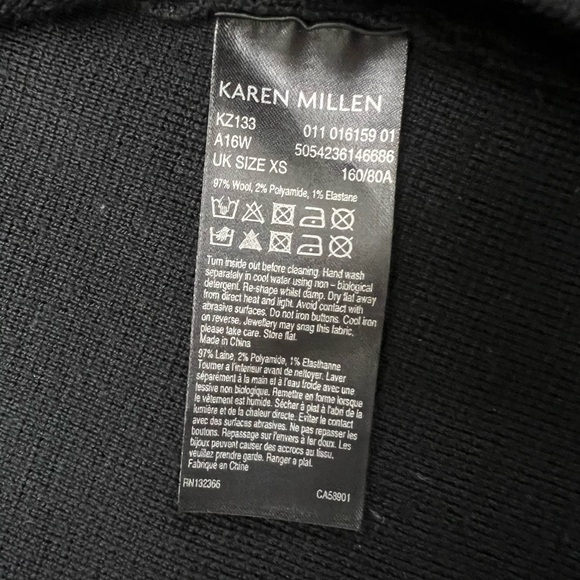 KAREN MILLEN
KZ133 011 016159 01
A16W 5054236146686
UK SIZE XS 160/80A
97% Wool, 2% Polyamide, 1% Elastane
Turn inside out before cleaning. Hand wash
separately in cool water using non - biological
detergent. Re-shape whilst damp. Dry flat away
from direct heat and light. Avoid contact with
abrasive surfaces. Do not iron buttons. Cool iron
on reverse. Jewellery may snag this fabric,
please take care. Store flat.
Made in China
97% Laine, 2% Polyamide, 1% Elasthanne
Tourner a l'interieur avant de nettoyer. Laver
séparément à la main et à l'eau froide avec une
lessive non biologique. Remettre en forme lorsque
le vêtement est humide. Sécher à plat à l'abri de la
lumière et de la chaleur directe. Eviter le contact
avec des surfaces abrasives. Do not repasser les
boutons. Repassage sur l'envers à fer doux. Les
bijoux peuvent causer des accrocs au tissu,
veuillez prendre garde. Ranger a plat.
Fabriqué en Chine
RN132366 CA58901